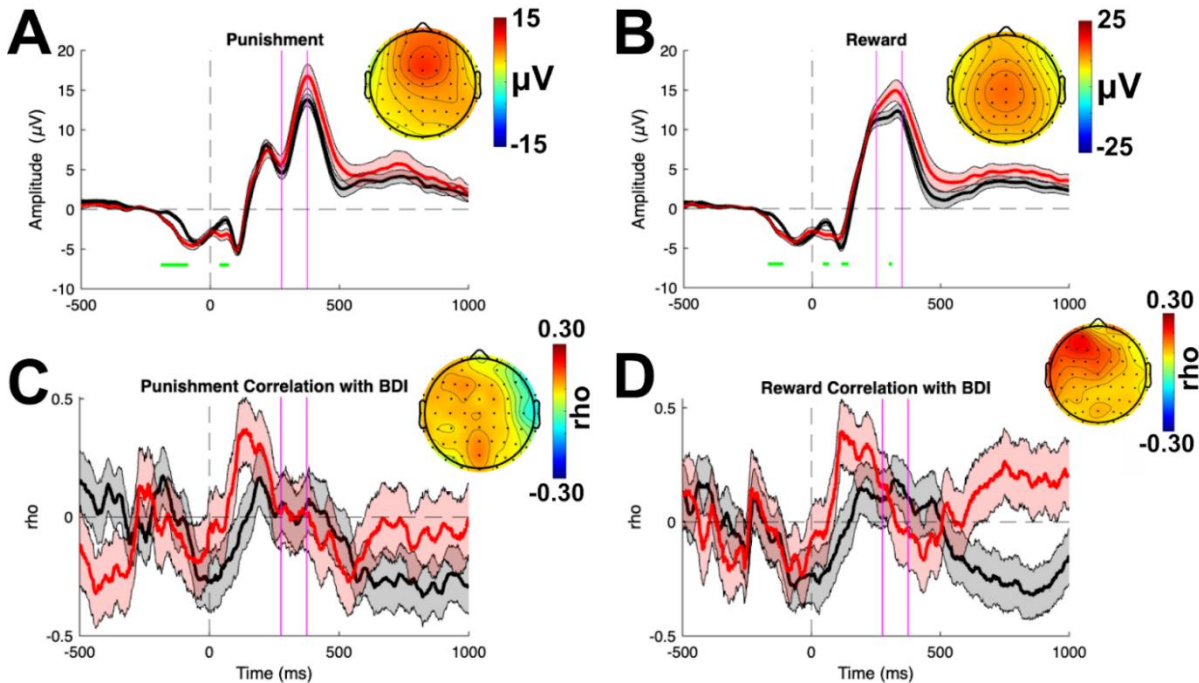 A
Punishment
15
µV
-15
Amplitude (µV)
20
15
10
5
0
-5
-10
-500
0
500
1000
B
Reward
25
µV
-25
Amplitude (µV)
20
15
10
5
0
-5
-10
-500
0
500
1000
C
Punishment Correlation with BDI
0.30
rho
-0.30
rho
0.5
0
-0.5
-500
0
500
1000
Time (ms)
D
Reward Correlation with BDI
0.30
rho
-0.30
rho
0.5
0
-0.5
-500
0
500
1000
Time (ms)